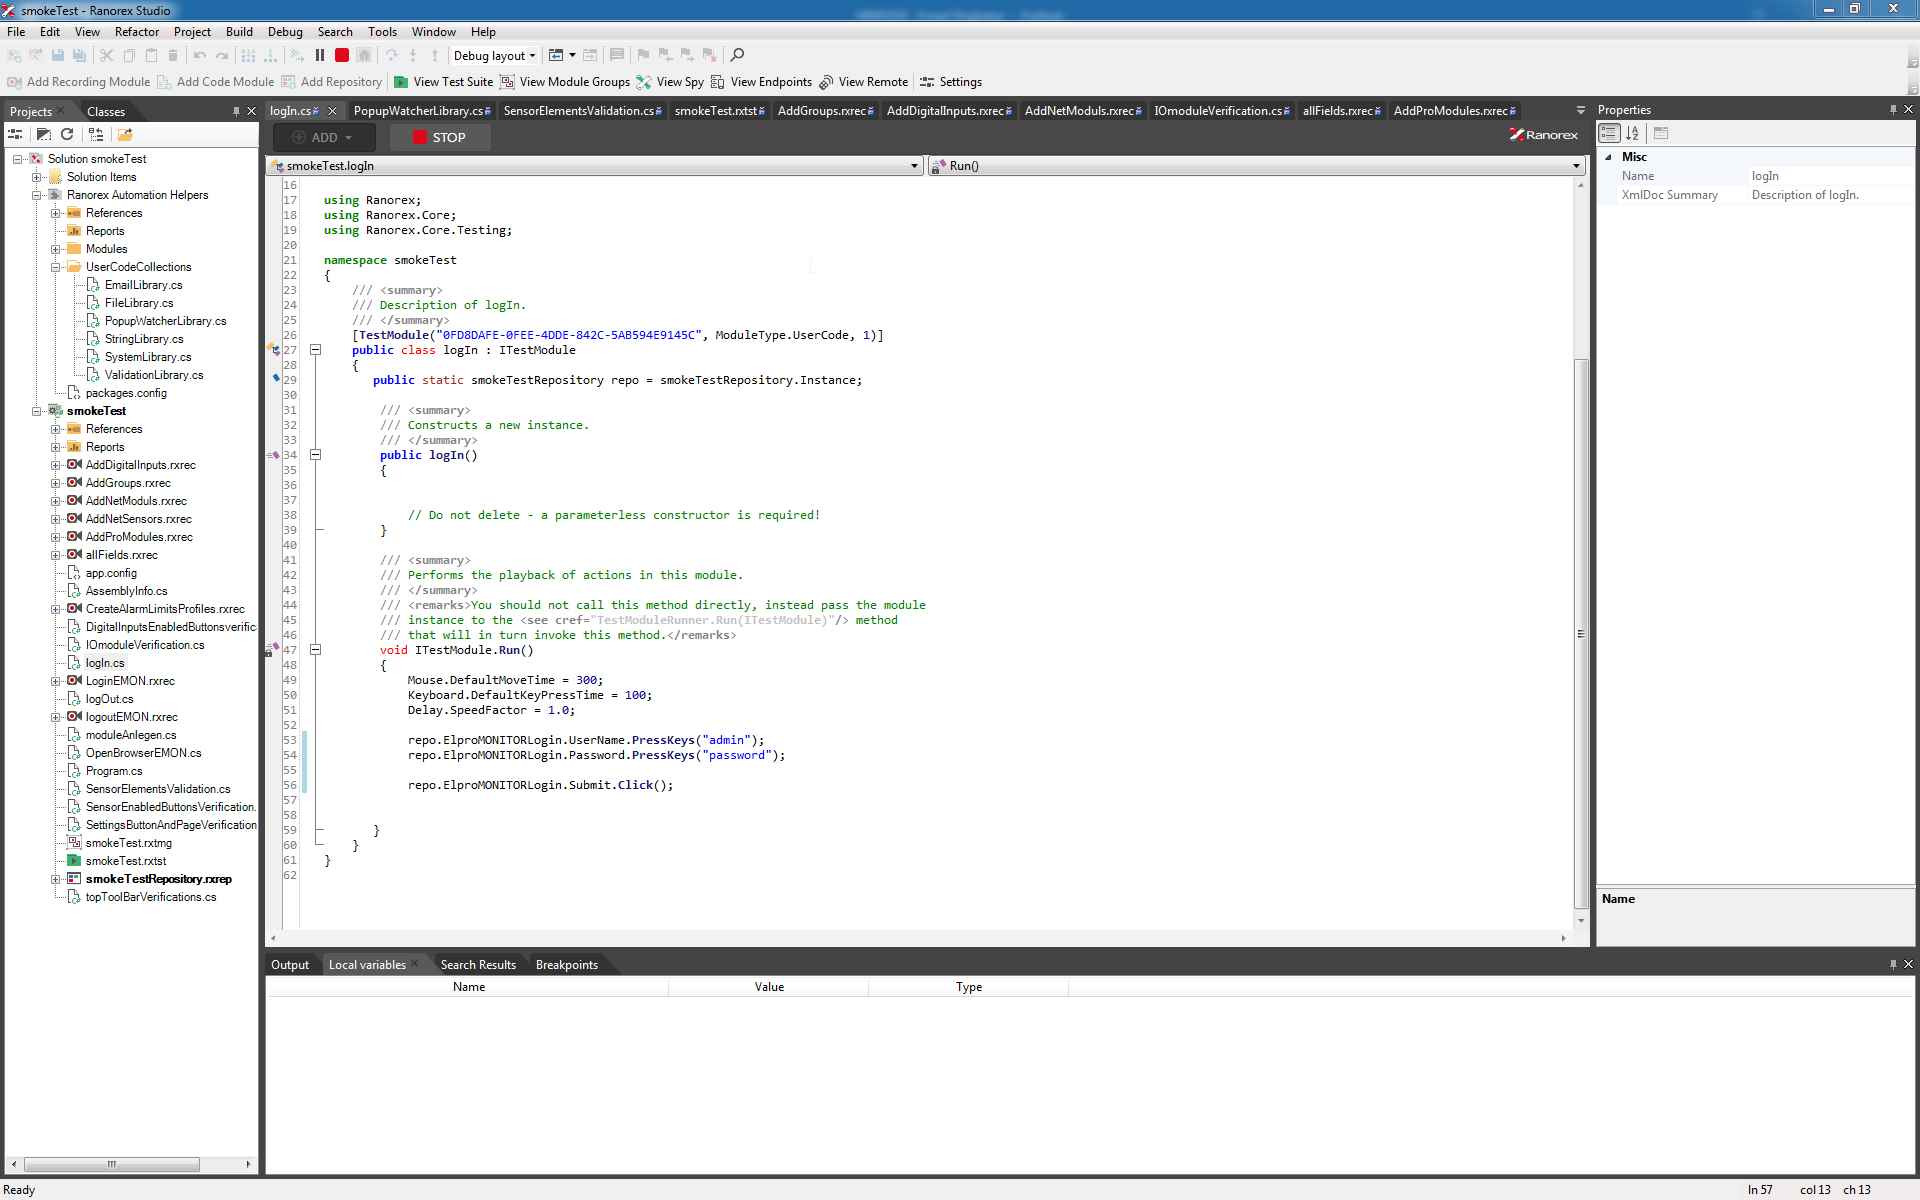 smokeTest - Ranorex Studio
File Edit View Refactor Project Build Debug Search Tools Window Help
Debug layout
Add Recording Module Add Code Module Add Repository View Test Suite View Module Groups View Spy View Endpoints View Remote Settings
Projects Classes
logIn.cs# PopupWatcherLibrary.cs# SensorElementsValidation.cs# smokeTest.rxtst# AddGroups.rxrec# AddDigitalInputs.rxrec# AddNetModuls.rxrec# IOmoduleVerification.cs# allFields.rxrec# AddProModules.rxrec#
Properties
ADD STOP
Ranorex
smokeTest.logIn
Run()
Solution smokeTest
Solution Items
Ranorex Automation Helpers
References
Reports
Modules
UserCodeCollections
EmailLibrary.cs
FileLibrary.cs
PopupWatcherLibrary.cs
StringLibrary.cs
SystemLibrary.cs
ValidationLibrary.cs
packages.config
smokeTest
References
Reports
AddDigitalInputs.rxrec
AddGroups.rxrec
AddNetModuls.rxrec
AddNetSensors.rxrec
AddProModules.rxrec
allFields.rxrec
app.config
AssemblyInfo.cs
CreateAlarmLimitsProfiles.rxrec
DigitalInputsEnabledButtonsverific
IOmoduleVerification.cs
logIn.cs
LoginEMON.rxrec
logOut.cs
logoutEMON.rxrec
moduleAnlegen.cs
OpenBrowserEMON.cs
Program.cs
SensorElementsValidation.cs
SensorEnabledButtonsVerification.
SettingsButtonAndPageVerification
smokeTest.rxtmg
smokeTest.rxtst
smokeTestRepository.rxrep
topToolBarVerifications.cs
16
17 using Ranorex;
18 using Ranorex.Core;
19 using Ranorex.Core.Testing;
20
21 namespace smokeTest
22 {
23 /// <summary>
24 /// Description of logIn.
25 /// </summary>
26 [TestModule("0FD8DAFE-0FEE-4DDE-842C-5AB594E9145C", ModuleType.UserCode, 1)]
27 public class logIn : ITestModule
28 {
29 public static smokeTestRepository repo = smokeTestRepository.Instance;
30
31 /// <summary>
32 /// Constructs a new instance.
33 /// </summary>
34 public logIn()
35 {
36
37
38 // Do not delete - a parameterless constructor is required!
39 }
40
41 /// <summary>
42 /// Performs the playback of actions in this module.
43 /// </summary>
44 /// <remarks>You should not call this method directly, instead pass the module
45 /// instance to the <see cref="TestModuleRunner.Run(ITestModule)"/> method
46 /// that will in turn invoke this method.</remarks>
47 void ITestModule.Run()
48 {
49 Mouse.DefaultMoveTime = 300;
50 Keyboard.DefaultKeyPressTime = 100;
51 Delay.SpeedFactor = 1.0;
52
53 repo.ElproMONITORLogin.UserName.PressKeys("admin");
54 repo.ElproMONITORLogin.Password.PressKeys("password");
55
56 repo.ElproMONITORLogin.Submit.Click();
57
58
59 }
60 }
61 }
62
Misc
Name logIn
XmlDoc Summary Description of logIn.
Name
Output Local variables Search Results Breakpoints
Name Value Type
Ready
ln 57 col 13 ch 13